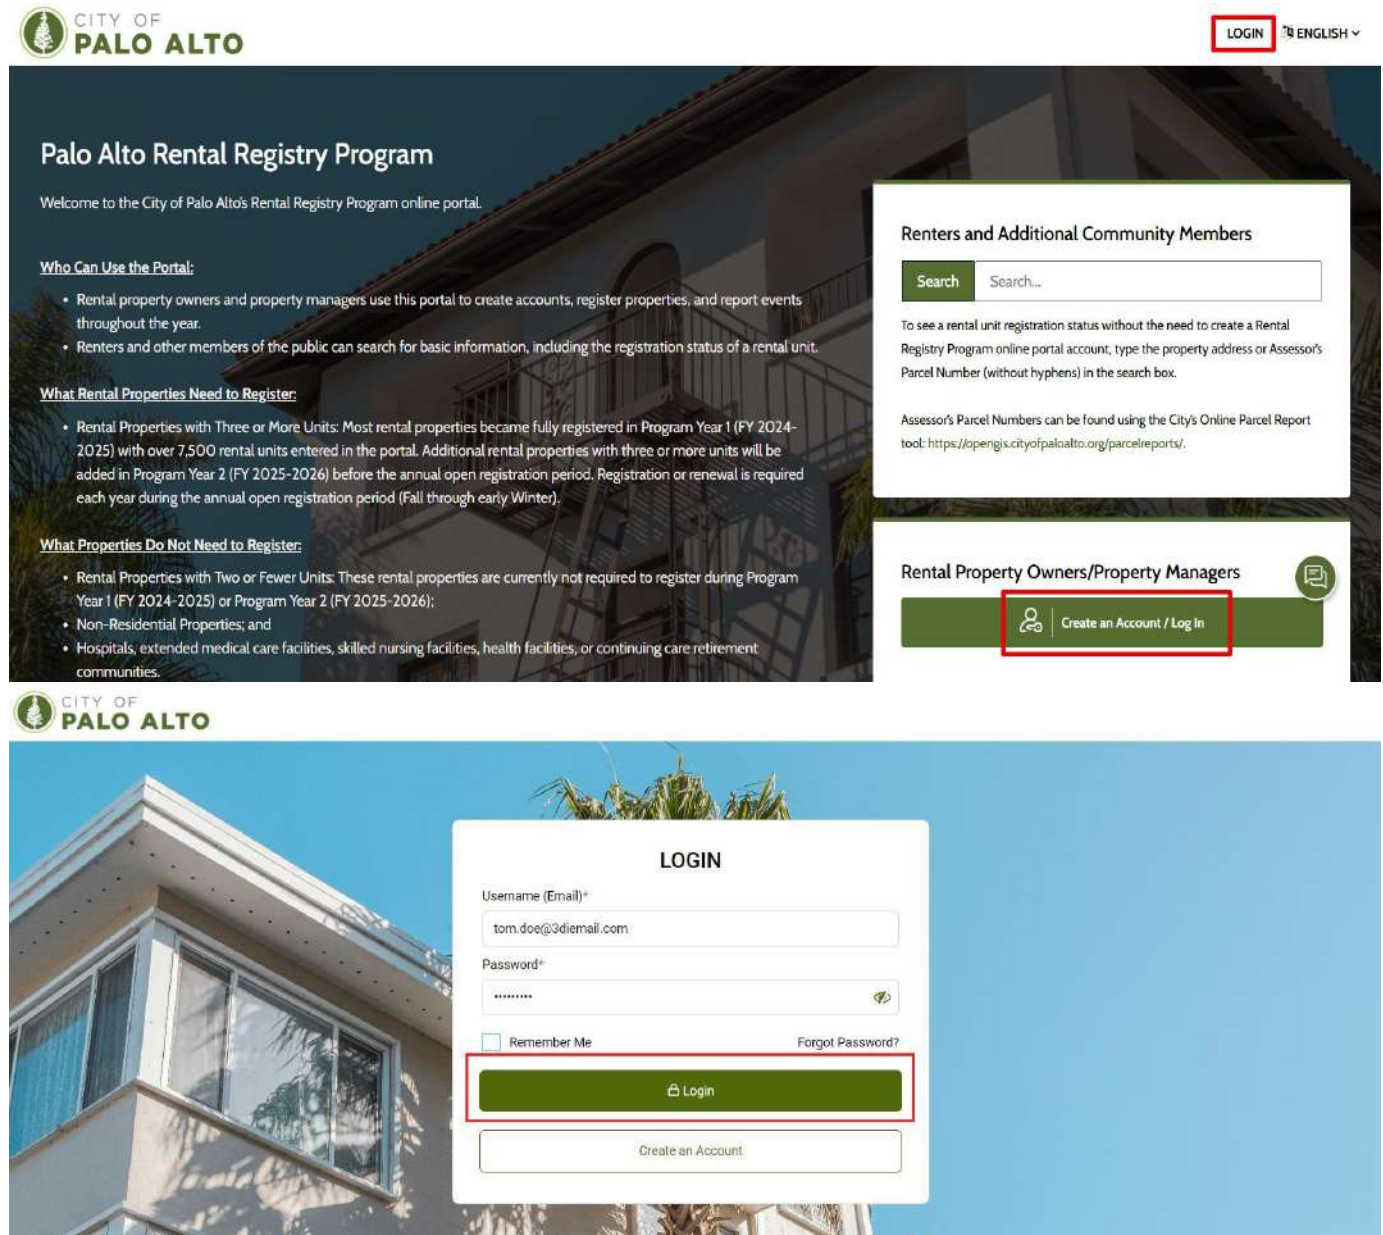 CITY OF
PALO ALTO
LOGIN
ENGLISH
Palo Alto Rental Registry Program
Welcome to the City of Palo Alto's Rental Registry Program online portal.
Who Can Use the Portal:
• Rental property owners and property managers use this portal to create accounts, register properties, and report events
throughout the year.
• Renters and other members of the public can search for basic information, including the registration status of a rental unit.
What Rental Properties Need to Register:
• Rental Properties with Three or More Units: Most rental properties became fully registered in Program Year 1 (FY 2024-
2025) with over 7,500 rental units entered in the portal. Additional rental properties with three or more units will be
added in Program Year 2 (FY 2025-2026) before the annual open registration period. Registration or renewal is required
each year during the annual open registration period (Fall through early Winter).
What Properties Do Not Need to Register:
• Rental Properties with Two or Fewer Units: These rental properties are currently not required to register during Program
Year 1 (FY 2024-2025) or Program Year 2 (FY 2025-2026);
• Non-Residential Properties; and
• Hospitals, extended medical care facilities, skilled nursing facilities, health facilities, or continuing care retirement
communities.
Renters and Additional Community Members
Search
Search...
To see a rental unit registration status without the need to create a Rental
Registry Program online portal account, type the property address or Assessor's
Parcel Number (without hyphens) in the search box.
Assessor's Parcel Numbers can be found using the City's Online Parcel Report
tool: https://opengis.cityofpaloalto.org/parcelreports/.
Rental Property Owners/Property Managers
Create an Account / Log In
CITY OF
PALO ALTO
LOGIN
Username (Email)*
tom.doe@3diemail.com
Password*
•••••••••
Remember Me
Forgot Password?
Login
Create an Account